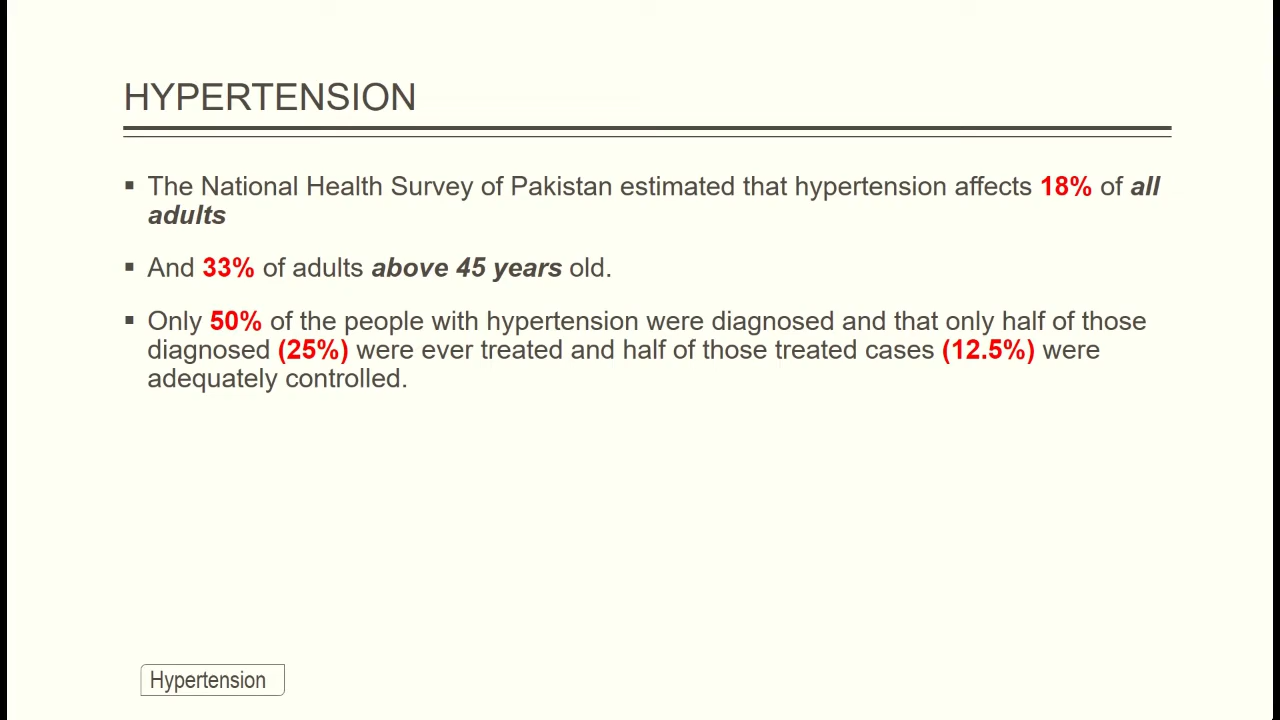 HYPERTENSION
▪ The National Health Survey of Pakistan estimated that hypertension affects 18% of all
adults
▪ And 33% of adults above 45 years old.
▪ Only 50% of the people with hypertension were diagnosed and that only half of those
diagnosed (25%) were ever treated and half of those treated cases (12.5%) were
adequately controlled.
Hypertension